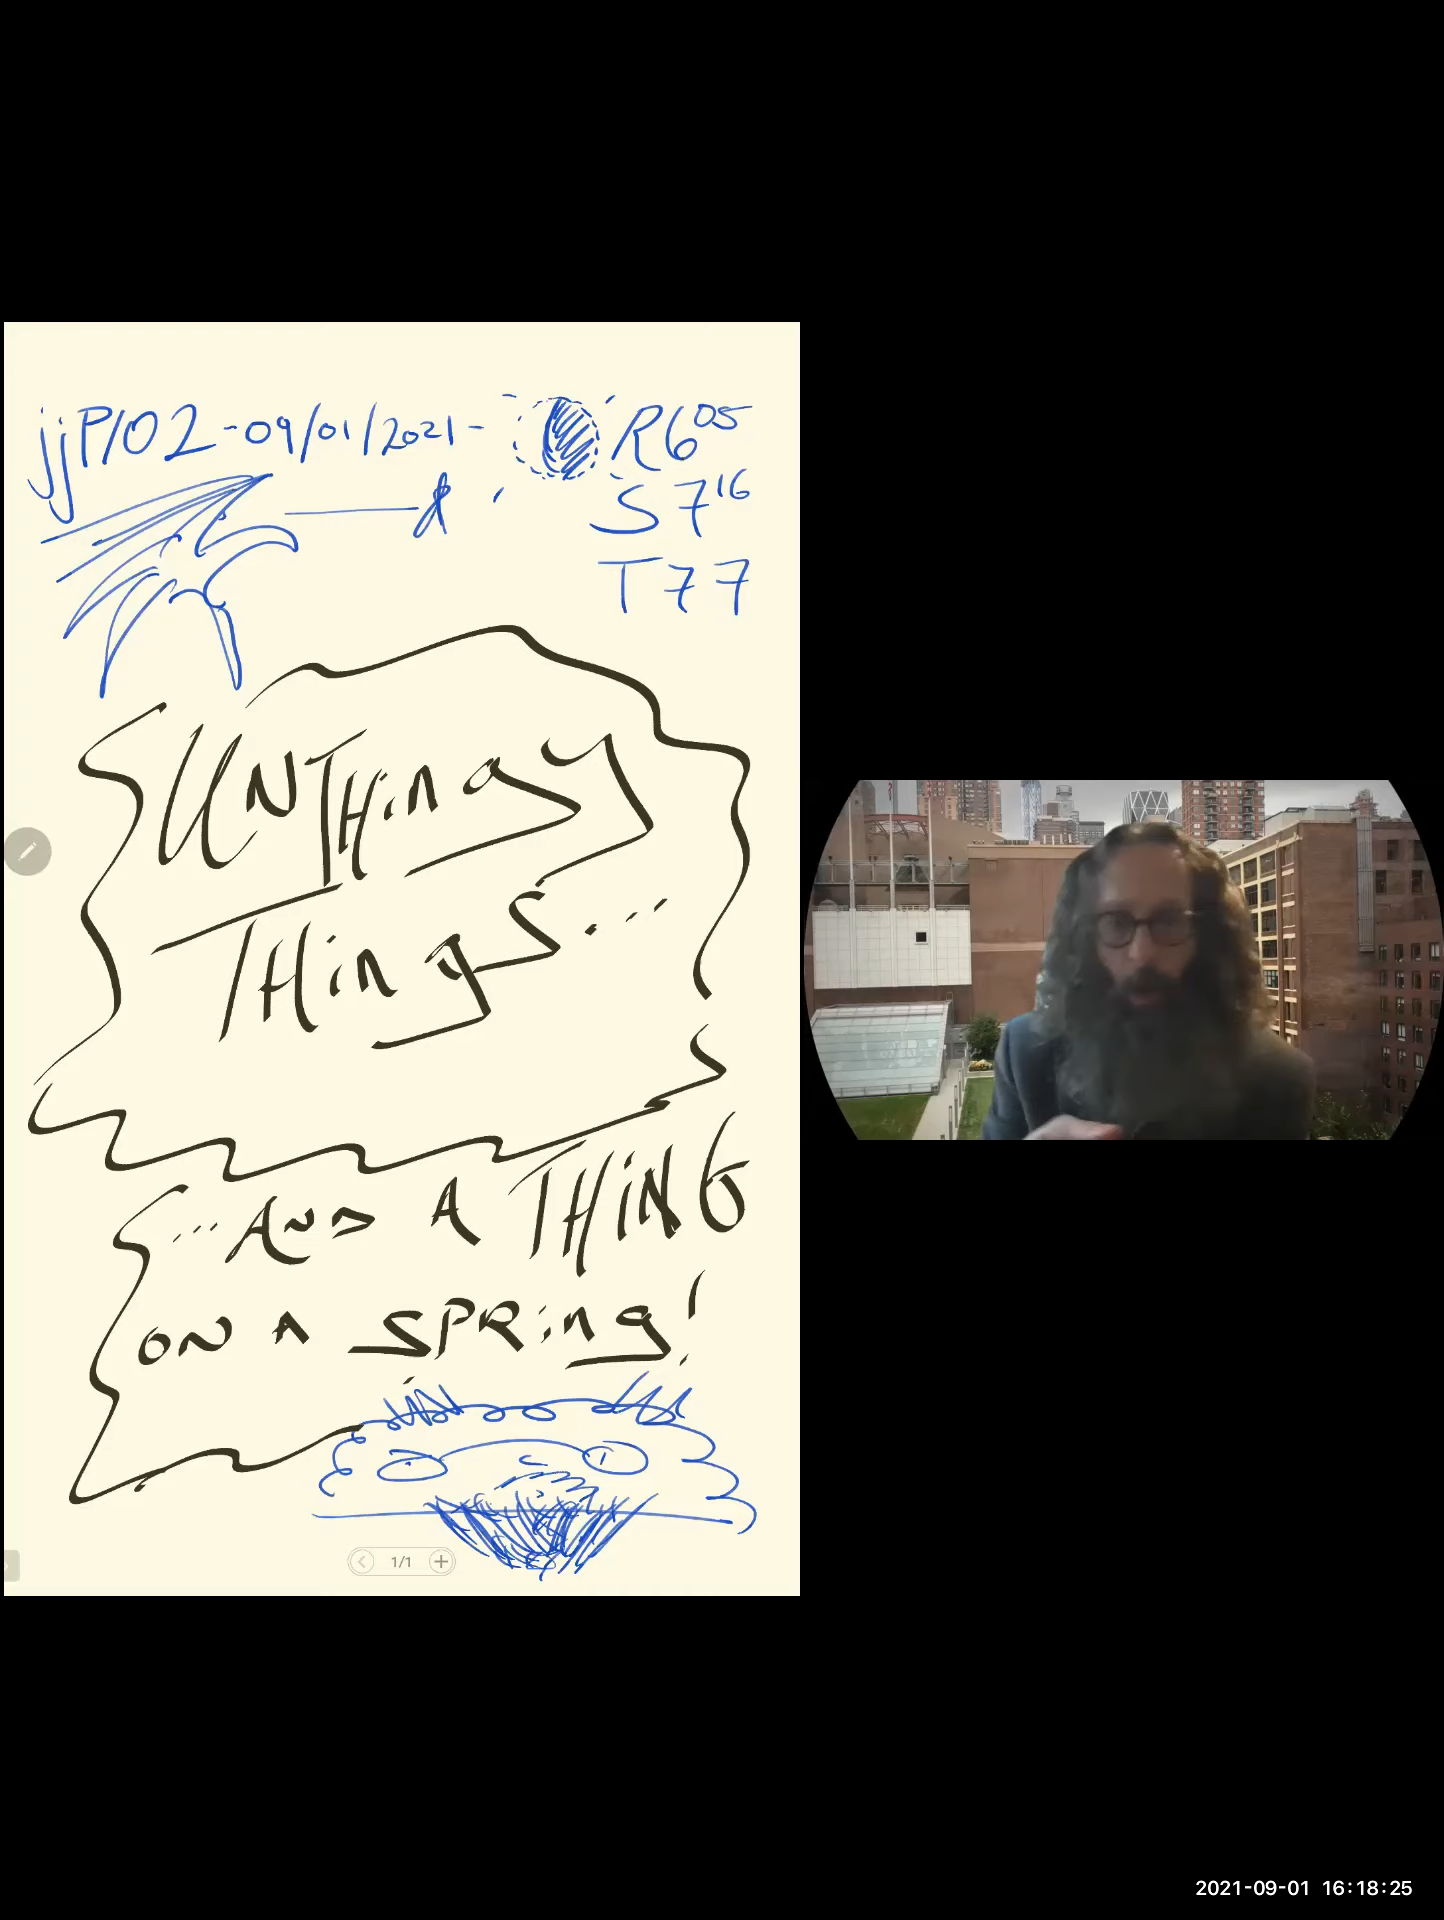 jjP102-09/01/2021-
R6⁰⁵
S7¹⁶
T77
UNTHingy
THings...
...AND A THING
ON A SPRing!
1/1
2021-09-01 16:18:25